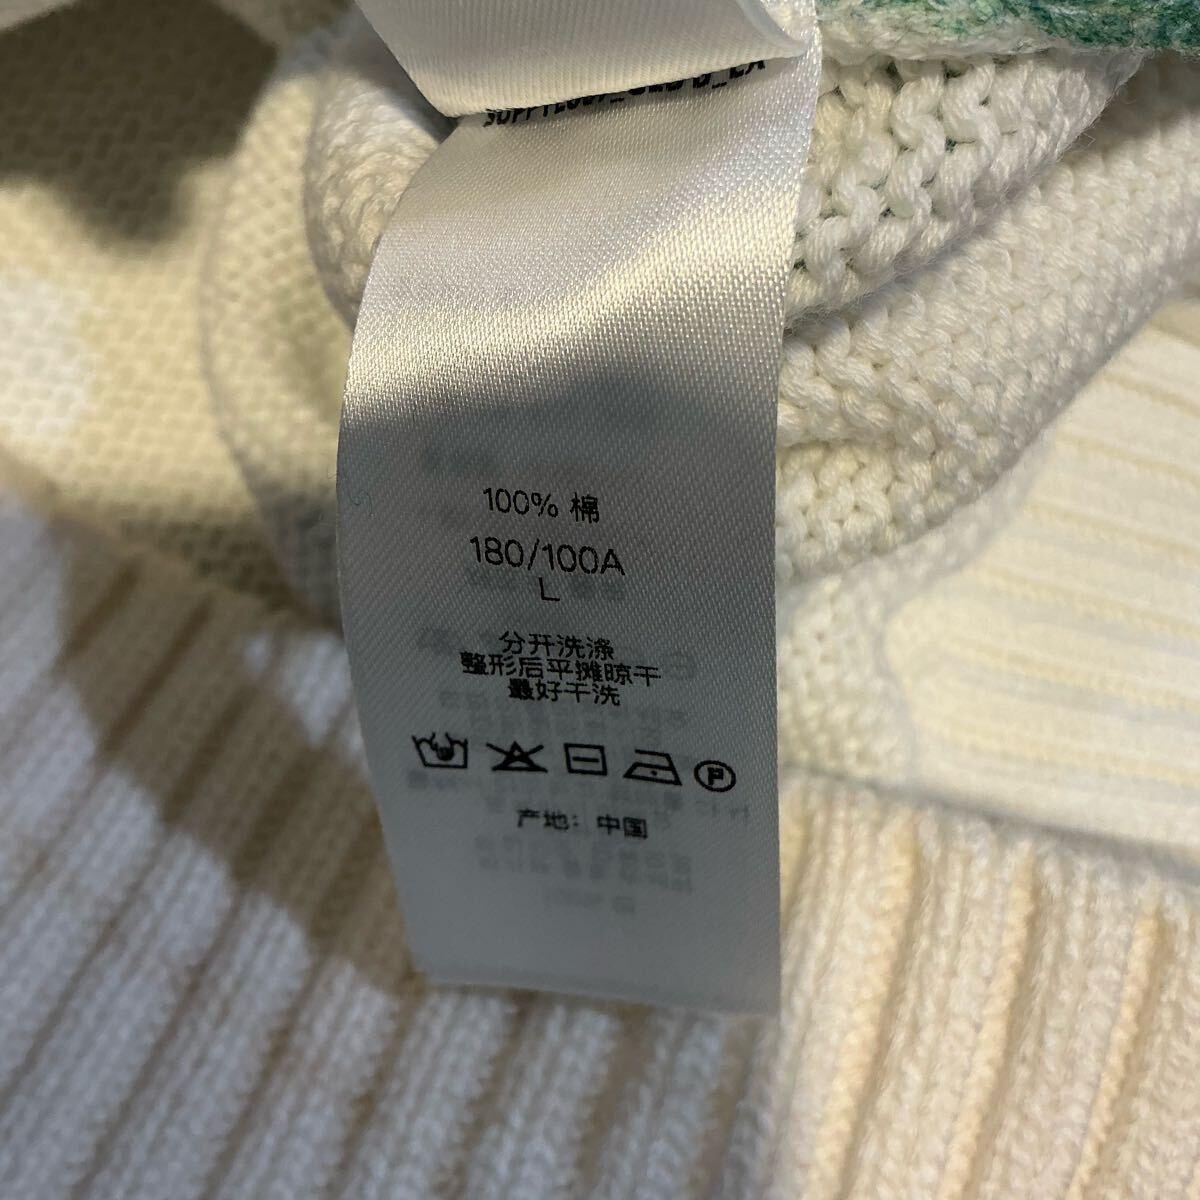 100% 棉
180/100A
L
分开洗涤
整形后平摊晾干
最好干洗
P
产地：中国